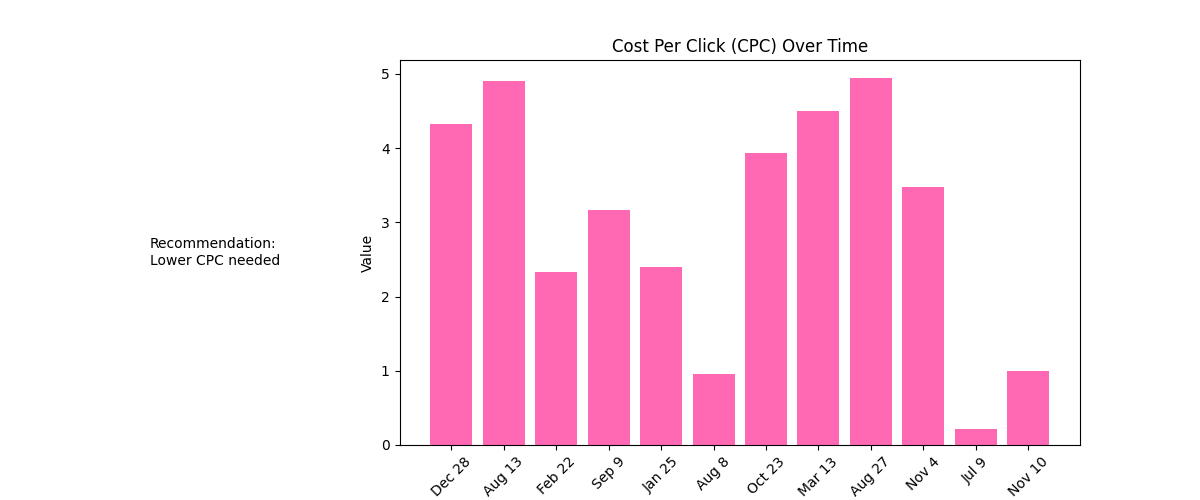 Cost Per Click (CPC) Over Time
Recommendation:
Lower CPC needed
Value
5
4
3
2
1
0
Dec 28
Aug 13
Feb 22
Sep 9
Jan 25
Aug 8
Oct 23
Mar 13
Aug 27
Nov 4
Jul 9
Nov 10